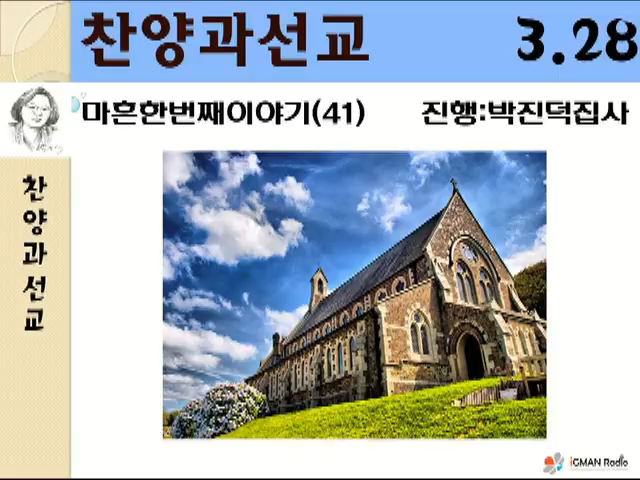 찬양과선교 3.28
마흔한번째이야기(41) 진행:박진덕집사
찬
양
과
선
교
iGMAN Radio